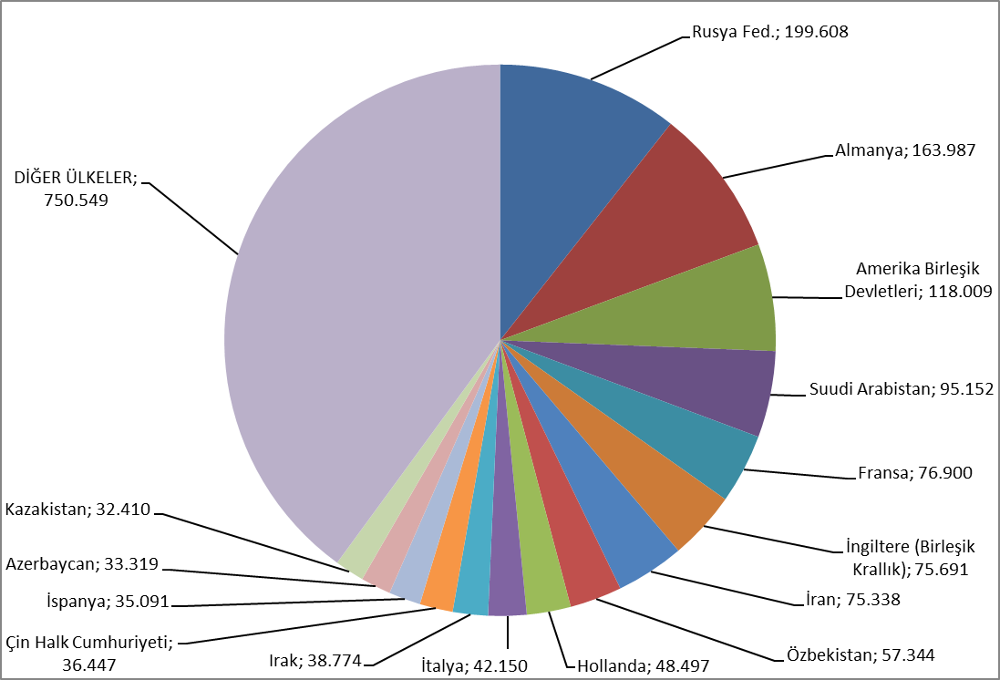 Rusya Fed.; 199.608
Almanya; 163.987
Amerika Birleşik
Devletleri; 118.009
Suudi Arabistan; 95.152
Fransa; 76.900
İngiltere (Birleşik
Krallık); 75.691
İran; 75.338
Özbekistan; 57.344
Hollanda; 48.497
İtalya; 42.150
Irak; 38.774
Çin Halk Cumhuriyeti;
36.447
İspanya; 35.091
Azerbaycan; 33.319
Kazakistan; 32.410
DİĞER ÜLKELER;
750.549